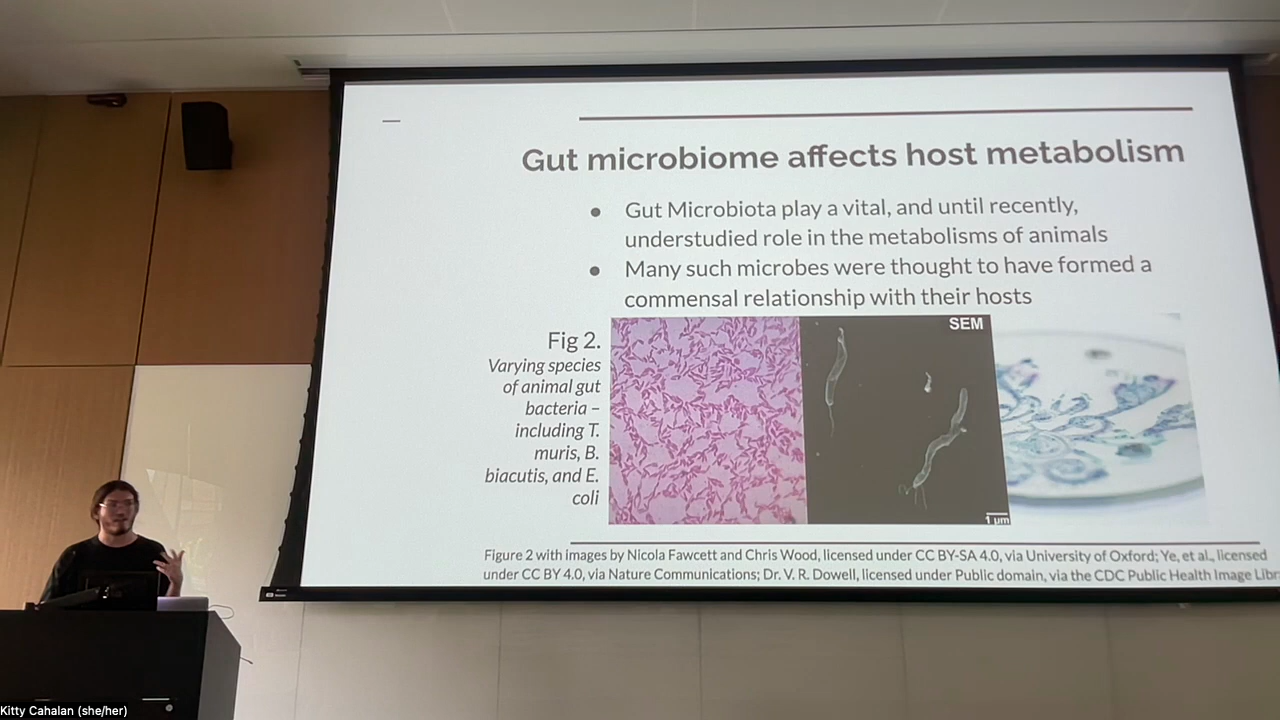 Gut microbiome affects host metabolism
● Gut Microbiota play a vital, and until recently,
understudied role in the metabolisms of animals
● Many such microbes were thought to have formed a
commensal relationship with their hosts
Fig 2.
Varying species
of animal gut
bacteria –
including T.
muris, B.
biacutis, and E.
coli
SEM
1 µm
Figure 2 with images by Nicola Fawcett and Chris Wood, licensed under CC BY-SA 4.0, via University of Oxford; Ye, et al., licensed
under CC BY 4.0, via Nature Communications; Dr. V. R. Dowell, licensed under Public domain, via the CDC Public Health Image
Kitty Cahalan (she/her)